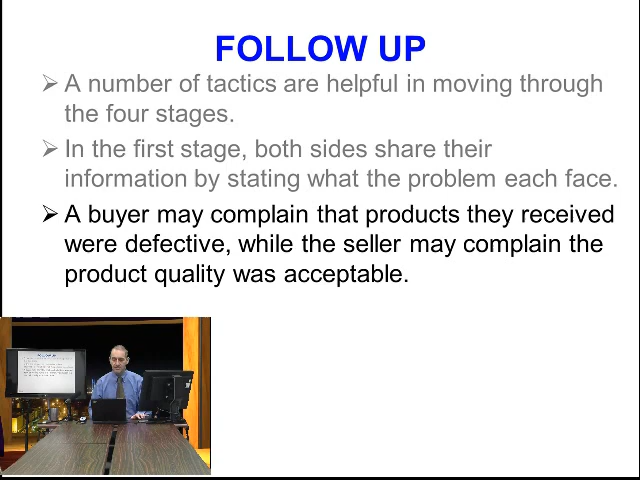 FOLLOW UP
➢ A number of tactics are helpful in moving through
the four stages.
➢ In the first stage, both sides share their
information by stating what the problem each face.
➢ A buyer may complain that products they received
were defective, while the seller may complain the
product quality was acceptable.
FOLLOW UP